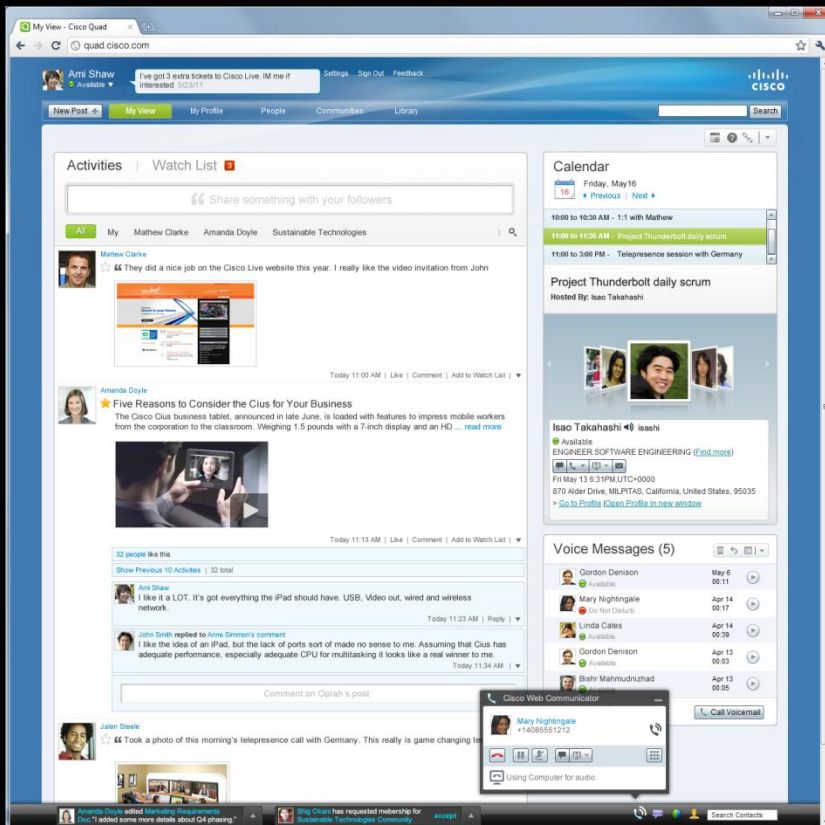 My View - Cisco Quad
quad.cisco.com
Ami Shaw
Available
I've got 3 extra tickets to Cisco Live. IM me if
interested 5/23/11
Settings Sign Out Feedback
CISCO
New Post + My View My Profile People Communities Library
Search
Activities | Watch List 3
Share something with your followers
All My Mathew Clarke Amanda Doyle Sustainable Technologies
Mattew Clarke
They did a nice job on the Cisco Live website this year. I really like the video invitation from John
Today 11:00 AM | Like | Comment | Add to Watch List |
Amanda Doyle
Five Reasons to Consider the Cius for Your Business
The Cisco Cius business tablet, announced in late June, is loaded with features to impress mobile workers
from the corporation to the classroom. Weighing 1.5 pounds with a 7-inch display and an HD ... read more
Today 11:13 AM | Like | Comment | Add to Watch List |
32 people like this
Show Previous 10 Activities | 32 total
Ami Shaw
I like it a LOT. It's got everything the iPad should have. USB, Video out, wired and wireless
network.
Today 11:23 AM | Reply |
John Smith replied to Anne Simmon's comment
I like the idea of an iPad, but the lack of ports sort of made no sense to me. Assuming that Cius has
adequate performance, especially adequate CPU for multitasking it looks like a real winner to me.
Today 11:34 AM |
Comment on Oprah's post
Jalen Steele
Took a photo of this morning's telepresence call with Germany. This really is game changing
Calendar
16
Friday, May16
Previous | Next
10:00 to 10:30 AM - 1:1 with Mathew
11:00 to 11:30 AM - Project Thunderbolt daily scrum
11:00 to 3:00 PM - Telepresence session with Germany
Project Thunderbolt daily scrum
Hosted By: Isao Takahashi
Isao Takahashi isashi
Available
ENGINEER.SOFTWARE ENGINEERING (Find more)
Fri May 13 6:31PM,UTC+0000
870 Alder Drive, MILPITAS, California, United States, 95035
> Go to Profile |Open Profile in new window
Voice Messages (5)
Gordon Denison May 6
Available 00:11
Mary Nightingale Apr 14
Do Not Disturb 00:17
Linda Cates Apr 14
Available 00:39
Gordon Denison Apr 13
Available 00:03
Bishr Mahmudnizhad Apr 13
00:05
Call Voicemail
Cisco Web Communicator
Mary Nightingale
+14085551212
Using Computer for audio.
Amanda Doyle edited Marketing Requirements
Doc."I added some more details about Q4 phasing."
Shig Okani has requested mebership for
Sustainable Technologies Community
accept
Search Contacts